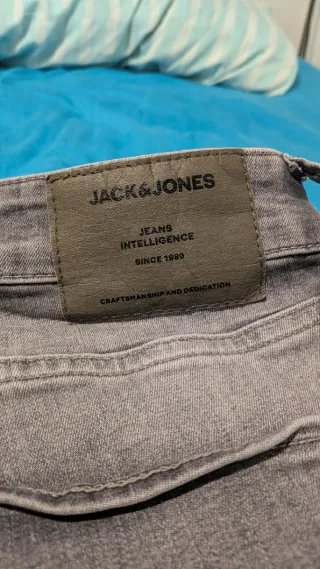 JACK&JONES
JEANS
INTELLIGENCE
SINCE 1990
CRAFTSMANSHIP AND DEDICATION